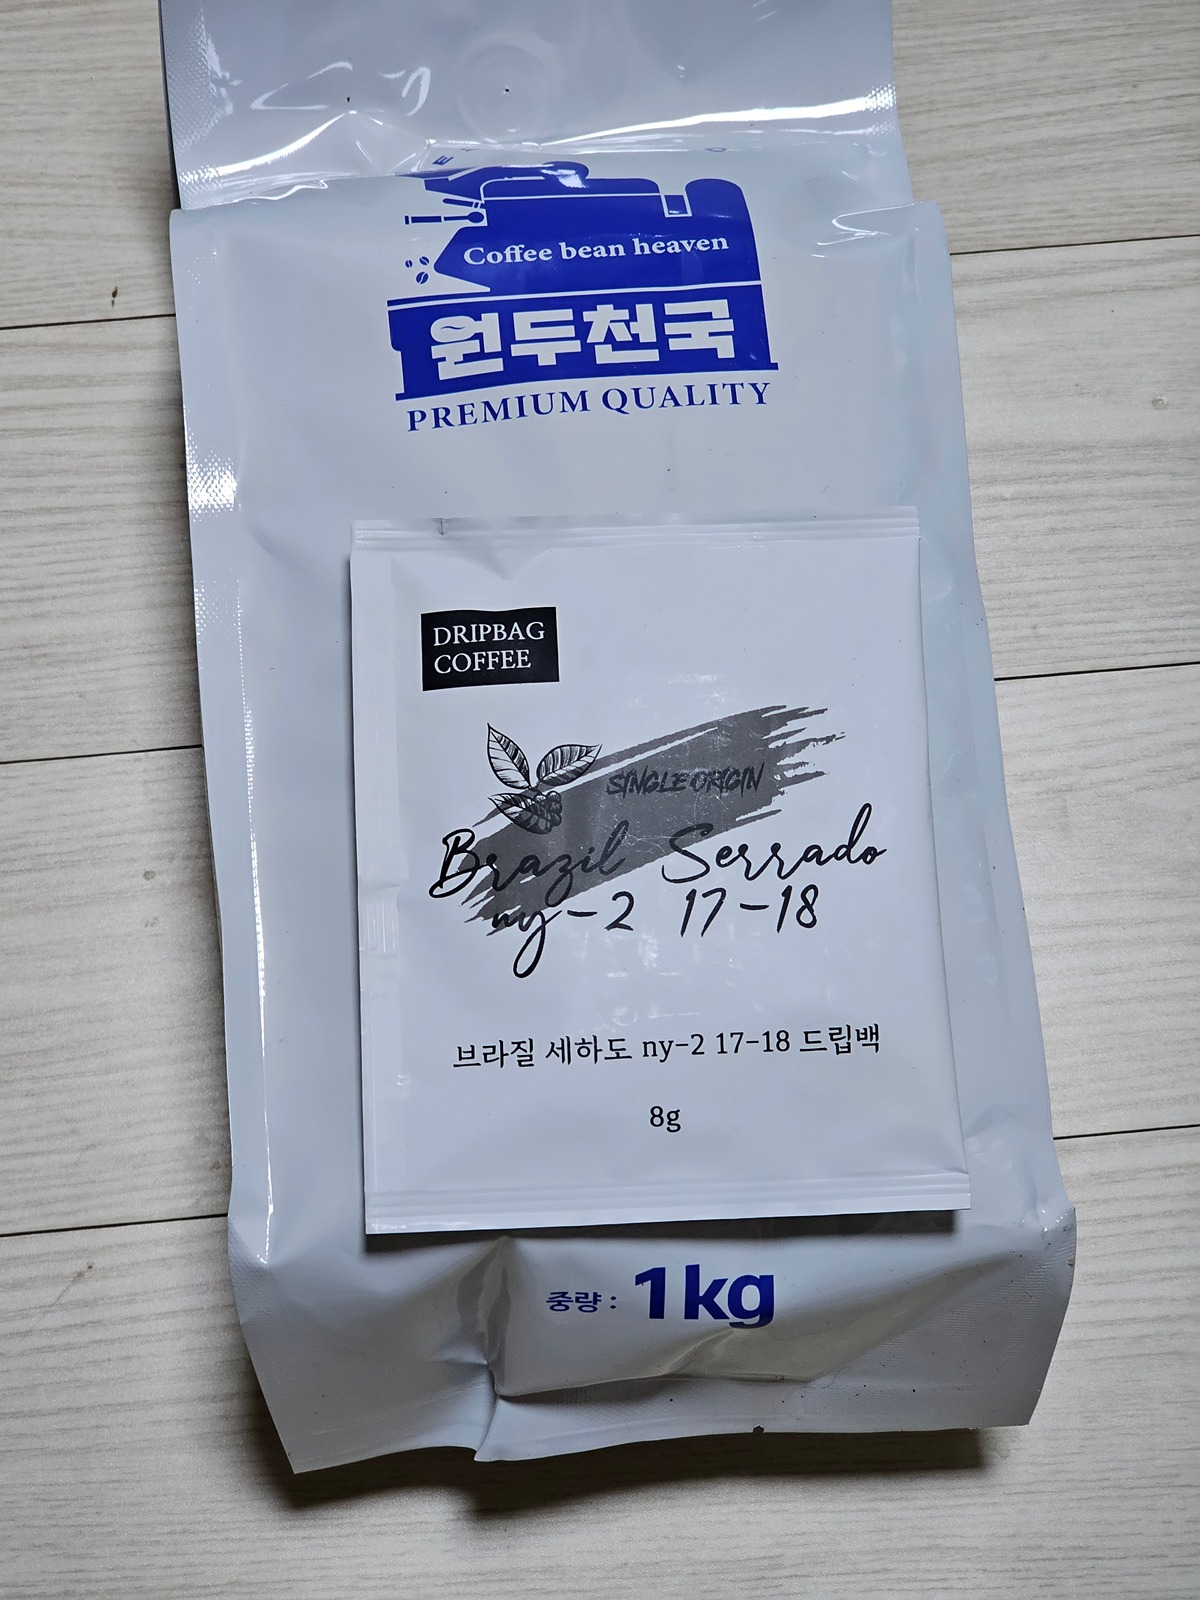 Coffee bean heaven
원두천국
PREMIUM QUALITY
DRIPBAG
COFFEE
SINGLE ORIGIN
Brazil Serrado
ny-2 17-18
브라질 세하도 ny-2 17-18 드립백
8g
중량 : 1kg